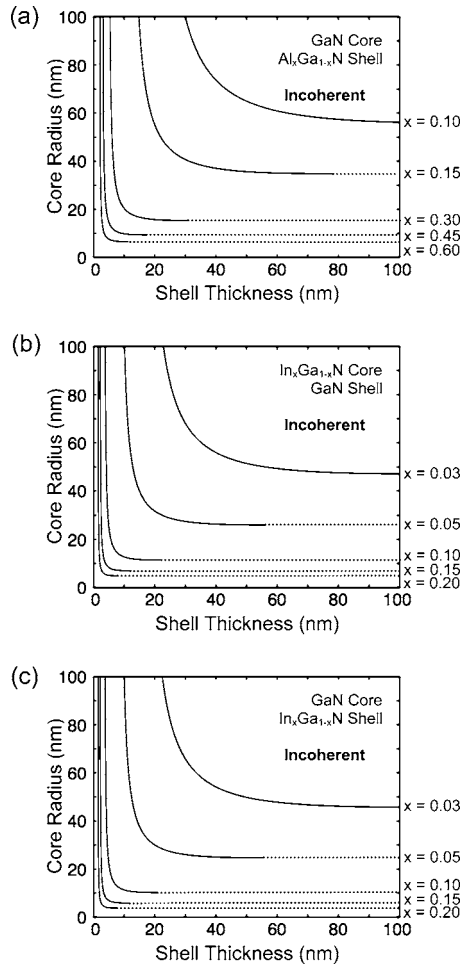 (a)
GaN Core
AlxGa1-xN Shell
Incoherent
Core Radius (nm)
100
80
60
40
20
0
x = 0.10
x = 0.15
x = 0.30
x = 0.45
x = 0.60
0 20 40 60 80 100
Shell Thickness (nm)
(b)
InxGa1-xN Core
GaN Shell
Incoherent
Core Radius (nm)
100
80
60
40
20
0
x = 0.03
x = 0.05
x = 0.10
x = 0.15
x = 0.20
0 20 40 60 80 100
Shell Thickness (nm)
(c)
GaN Core
InxGa1-xN Shell
Incoherent
Core Radius (nm)
100
80
60
40
20
0
x = 0.03
x = 0.05
x = 0.10
x = 0.15
x = 0.20
0 20 40 60 80 100
Shell Thickness (nm)